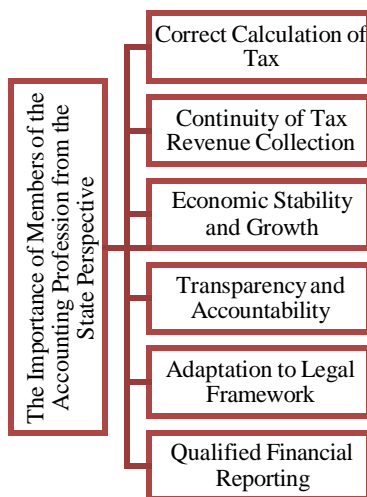 The Importance of Members of the
Accounting Profession from the
State Perspective
Correct Calculation of
Tax
Continuity of Tax
Revenue Collection
Economic Stability
and Growth
Transparency and
Accountability
Adaptation to Legal
Framework
Qualified Financial
Reporting